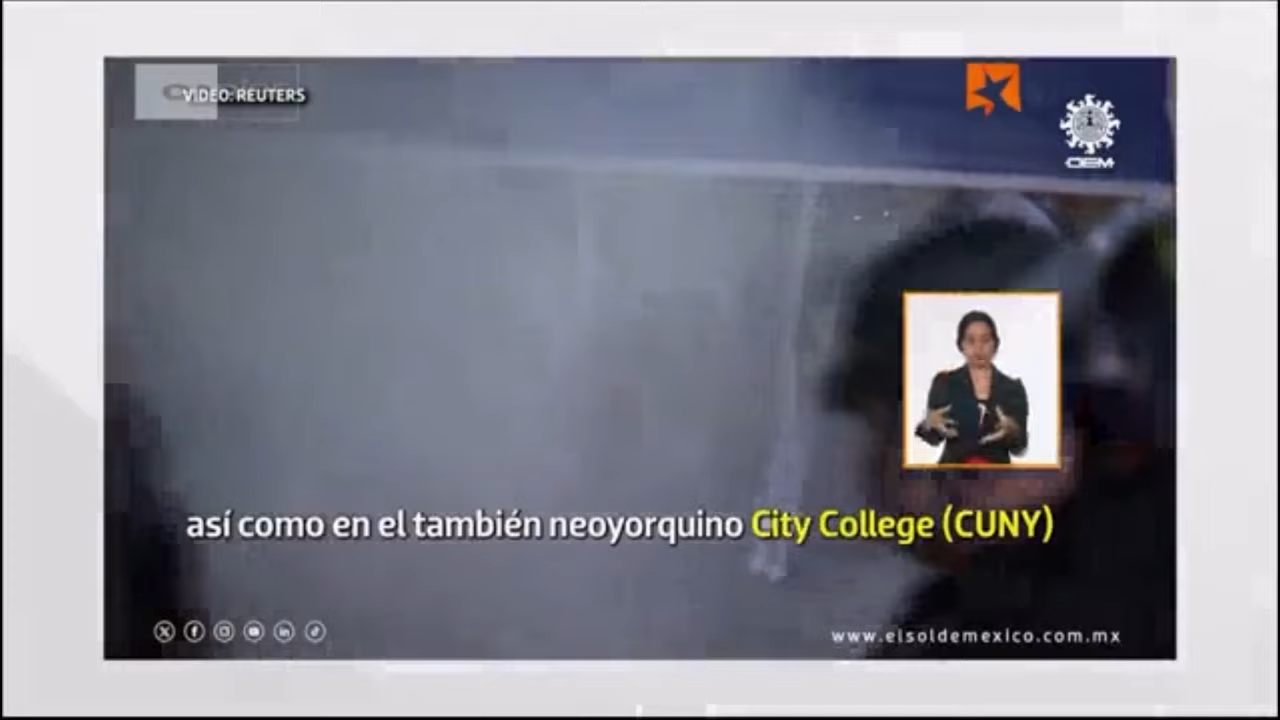 VIDEO: REUTERS
OEM
así como en el también neoyorquino City College (CUNY)
www.elsoldemexico.com.mx